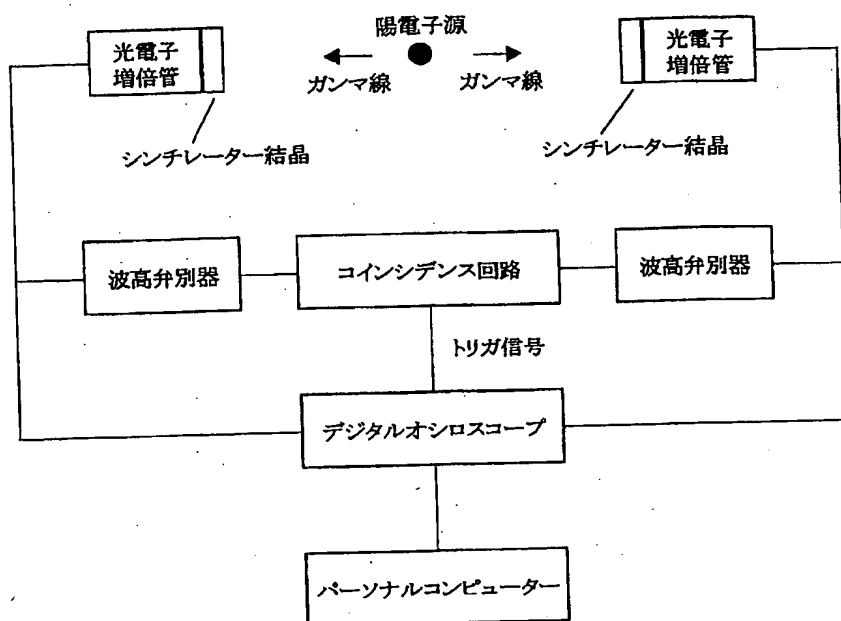 陽電子源
光電子
増倍管
ガンマ線
ガンマ線
光電子
増倍管
シンチレーター結晶
シンチレーター結晶
波高弁別器
コインシデンス回路
波高弁別器
トリガ信号
デジタルオシロスコープ
パーソナルコンピューター